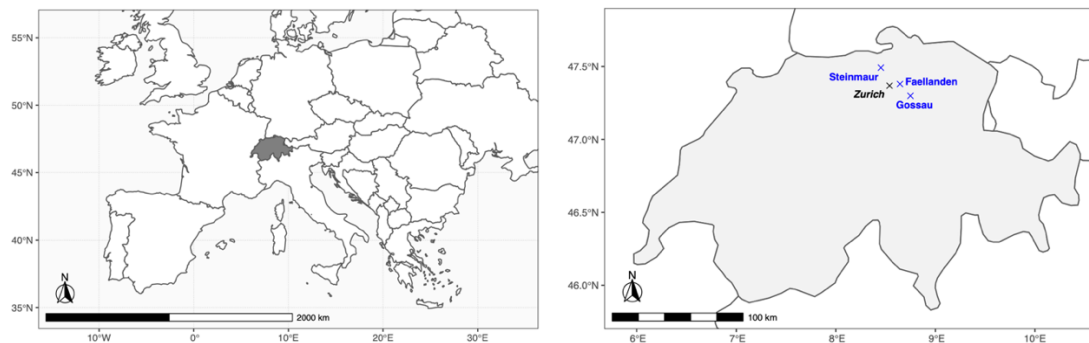 55°N
50°N
45°N
40°N
35°N
N
2000 km
10°W
0°
10°E
20°E
30°E
47.5°N
47.0°N
46.5°N
46.0°N
Steinmaur
Faellanden
Zurich
Gossau
N
100 km
6°E
7°E
8°E
9°E
10°E